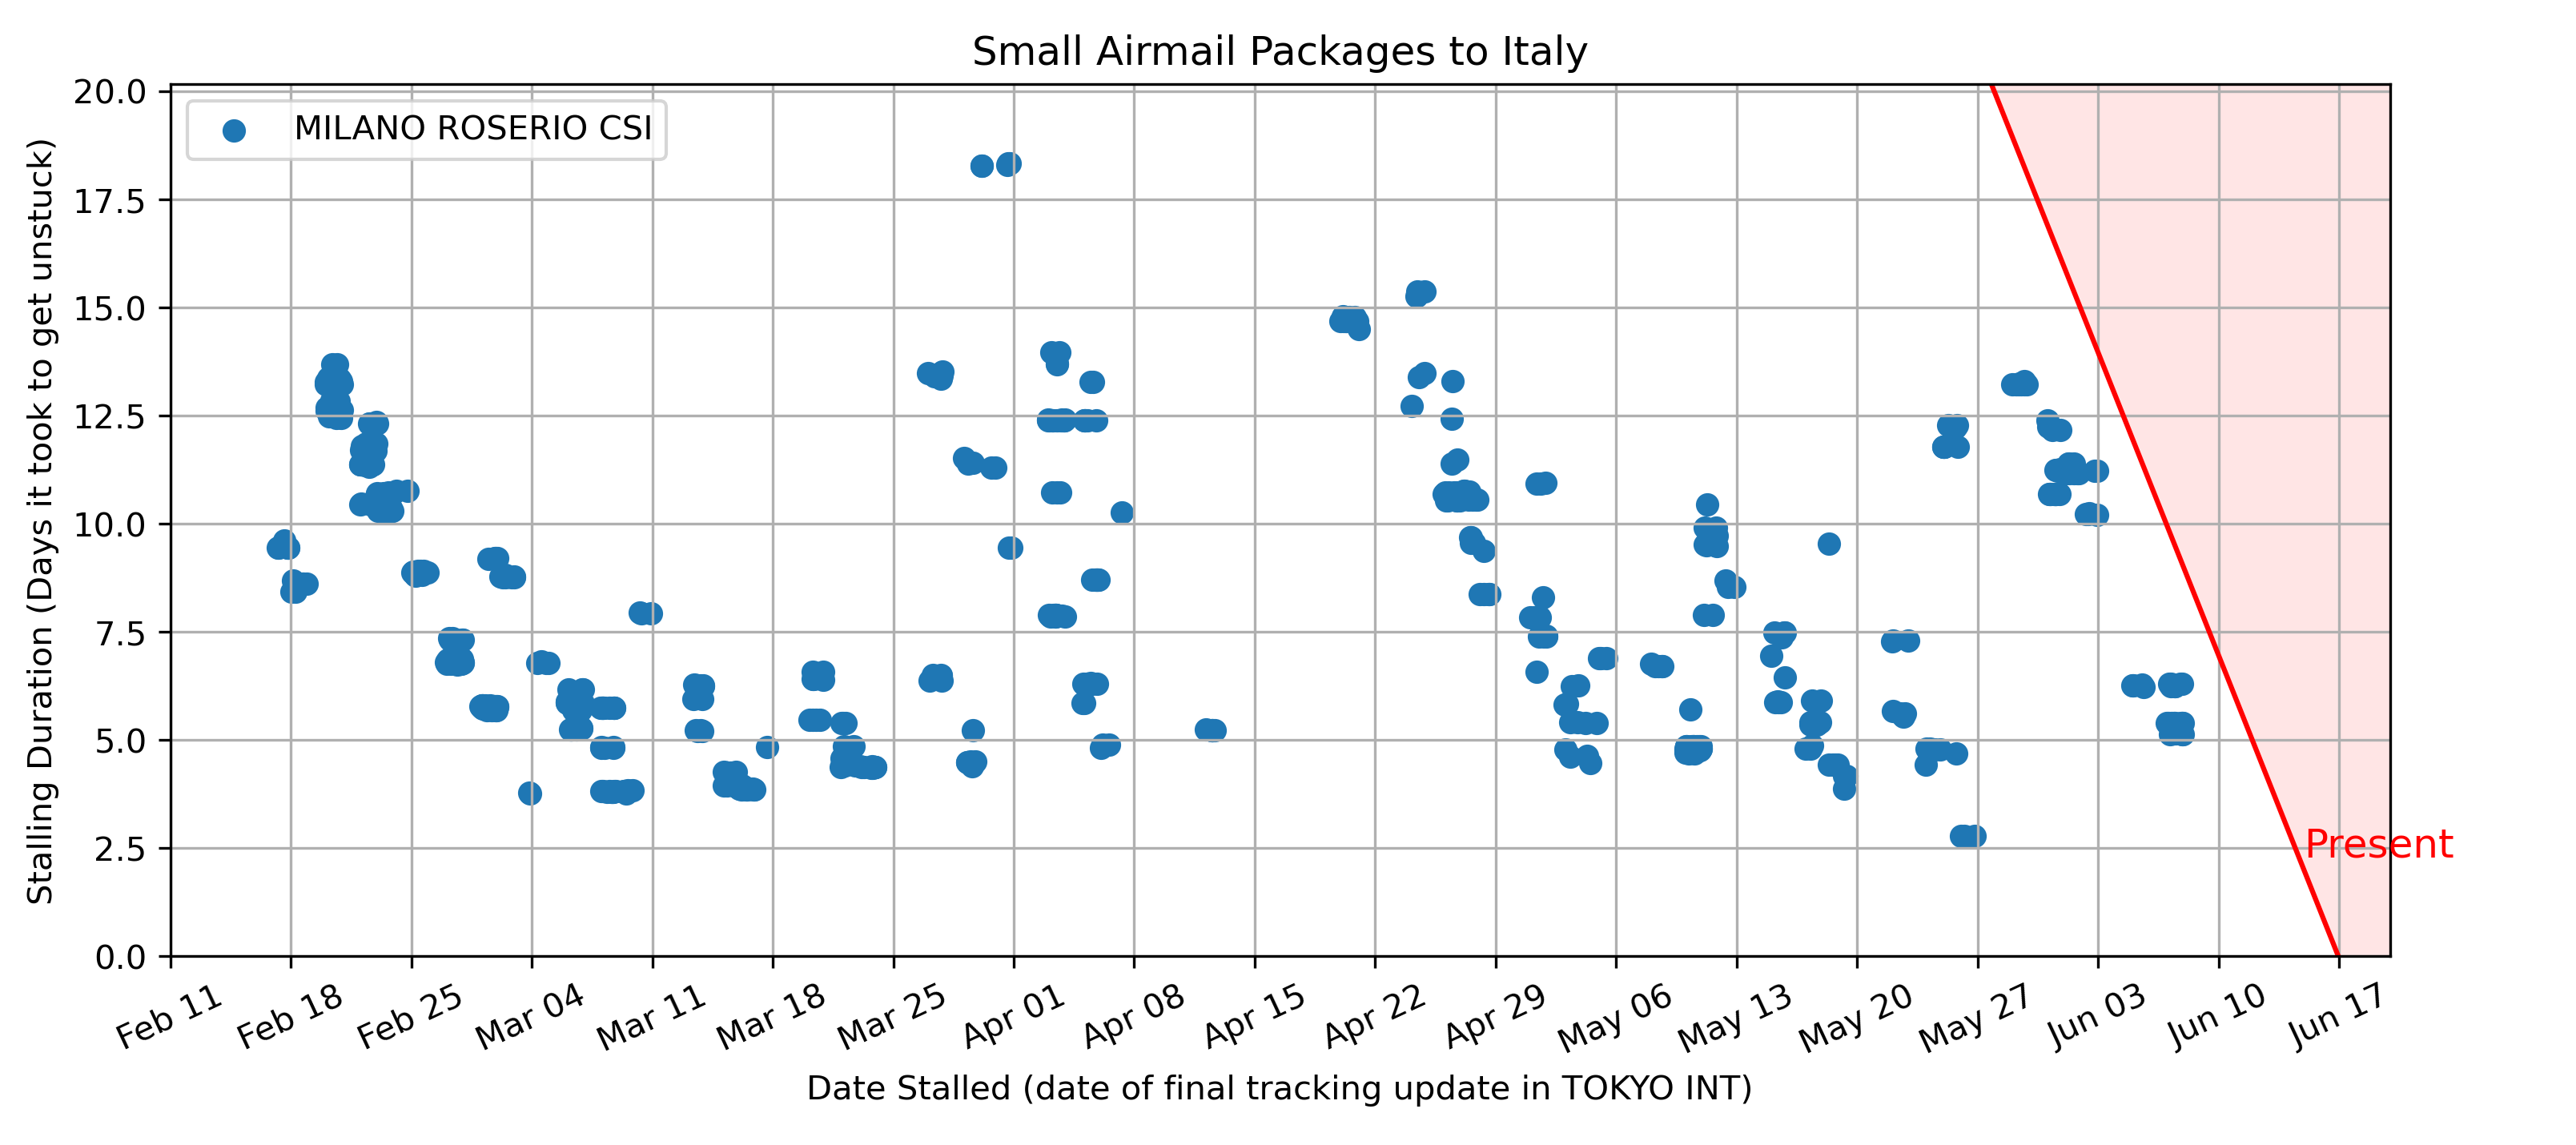 Small Airmail Packages to Italy
MILANO ROSERIO CSI
Stalling Duration (Days it took to get unstuck)
20.0
17.5
15.0
12.5
10.0
7.5
5.0
2.5
0.0
Present
Feb 11
Feb 18
Feb 25
Mar 04
Mar 11
Mar 18
Mar 25
Apr 01
Apr 08
Apr 15
Apr 22
Apr 29
May 06
May 13
May 20
May 27
Jun 03
Jun 10
Jun 17
Date Stalled (date of final tracking update in TOKYO INT)